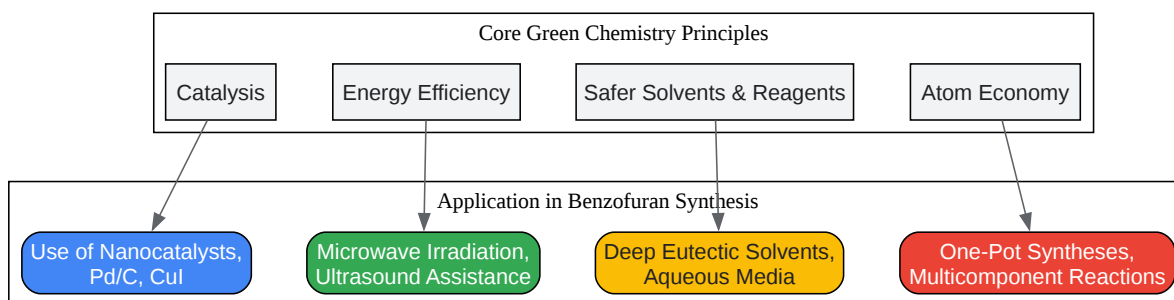 Core Green Chemistry Principles
Catalysis
Energy Efficiency
Safer Solvents & Reagents
Atom Economy
Application in Benzofuran Synthesis
Use of Nanocatalysts,
Pd/C, CuI
Microwave Irradiation,
Ultrasound Assistance
Deep Eutectic Solvents,
Aqueous Media
One-Pot Syntheses,
Multicomponent Reactions